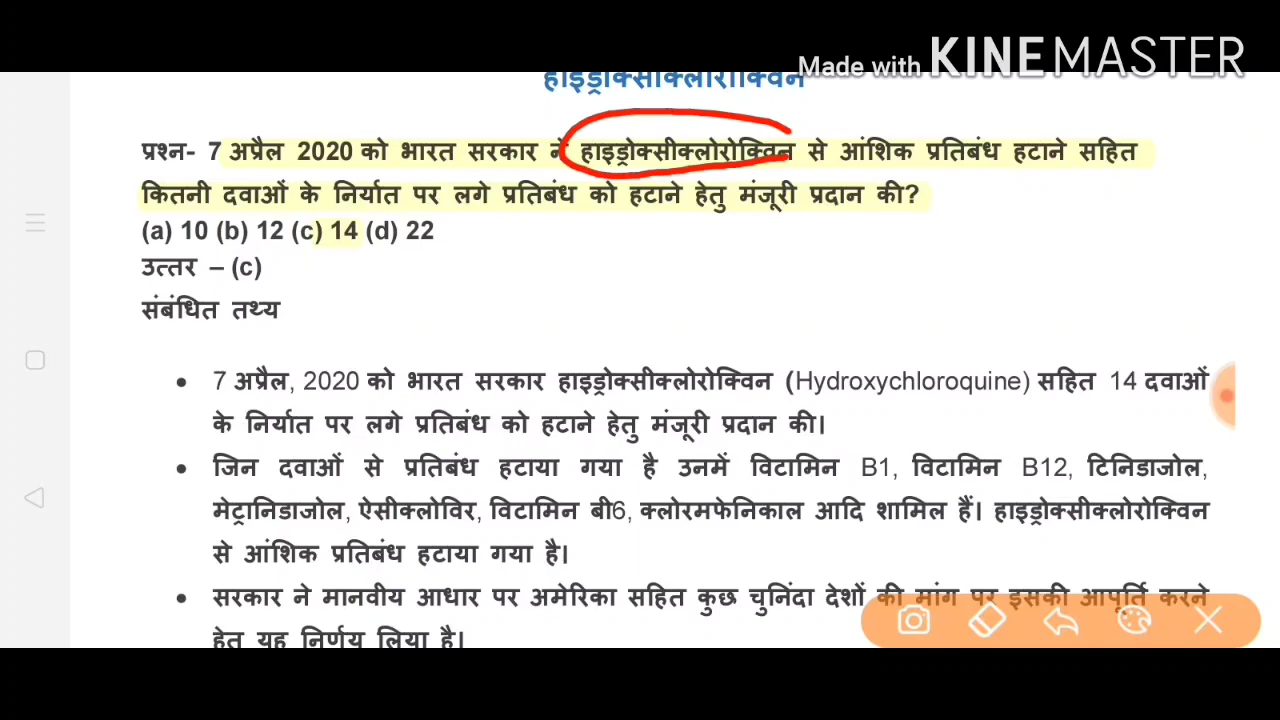 Made with KINEMASTER
हाइड्रोक्सीक्लोरोक्विन
प्रश्न- 7 अप्रैल 2020 को भारत सरकार ने हाइड्रोक्सीक्लोरोक्विन से आंशिक प्रतिबंध हटाने सहित
कितनी दवाओं के निर्यात पर लगे प्रतिबंध को हटाने हेतु मंजूरी प्रदान की?
(a) 10 (b) 12 (c) 14 (d) 22
उत्तर – (c)
संबंधित तथ्य
• 7 अप्रैल, 2020 को भारत सरकार हाइड्रोक्सीक्लोरोक्विन (Hydroxychloroquine) सहित 14 दवाओं
के निर्यात पर लगे प्रतिबंध को हटाने हेतु मंजूरी प्रदान की।
• जिन दवाओं से प्रतिबंध हटाया गया है उनमें विटामिन B1, विटामिन B12, टिनिडाजोल,
मेट्रानिडाजोल, ऐसीक्लोविर, विटामिन बी6, क्लोरमफेनिकाल आदि शामिल हैं। हाइड्रोक्सीक्लोरोक्विन
से आंशिक प्रतिबंध हटाया गया है।
• सरकार ने मानवीय आधार पर अमेरिका सहित कुछ चुनिंदा देशों की मांग पर इसकी आपूर्ति करने
हेतु यह निर्णय लिया है।